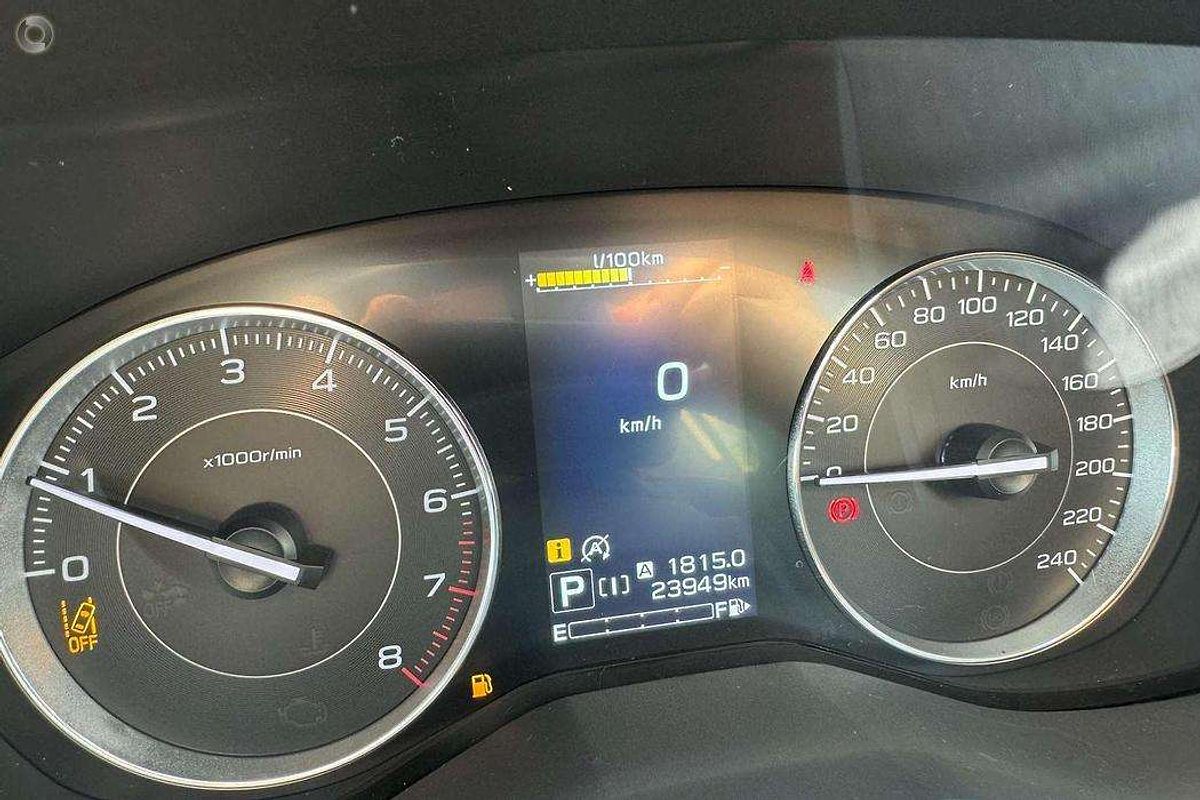 l/100km
+ -
0
km/h
i A
P [I] A 1815.0
23949km
E F
0 1 2 3 4 5 6 7 8
x1000r/min
OFF
0 20 40 60 80 100 120 140 160 180 200 220 240
km/h
(P)